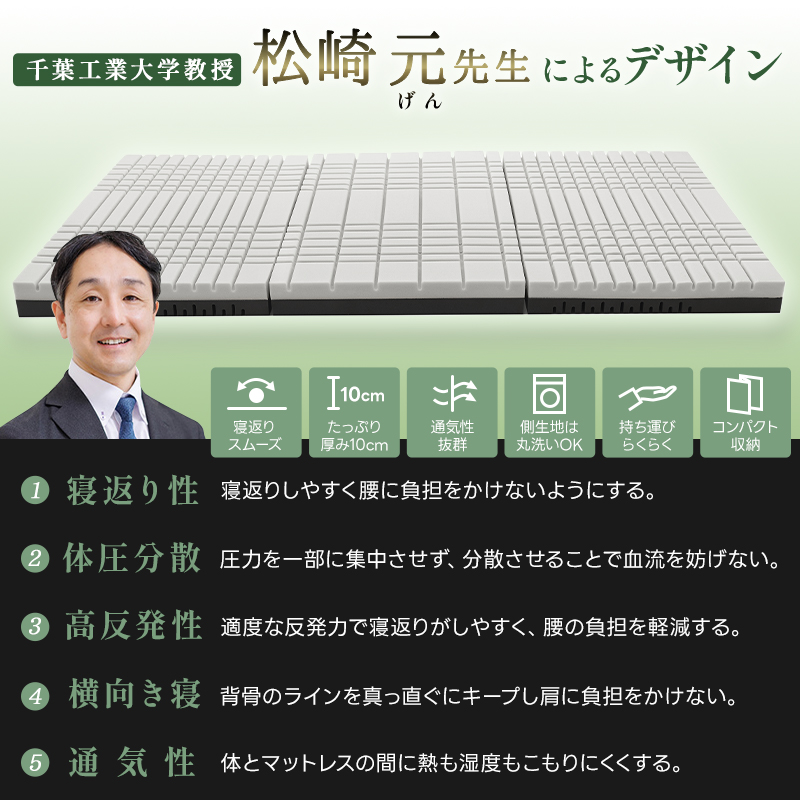 千葉工業大学教授 松崎 元先生によるデザイン
げん
寝返り
スムーズ
10cm
たっぷり
厚み10cm
通気性
抜群
側生地は
丸洗いOK
持ち運び
らくらく
コンパクト
収納
1 寝返り性 寝返りしやすく腰に負担をかけないようにする。
2 体圧分散 圧力を一部に集中させず、分散させることで血流を妨げない。
3 高反発性 適度な反発力で寝返りがしやすく、腰の負担を軽減する。
4 横向き寝 背骨のラインを真っ直ぐにキープし肩に負担をかけない。
5 通気性 体とマットレスの間に熱も湿度もこもりにくくする。